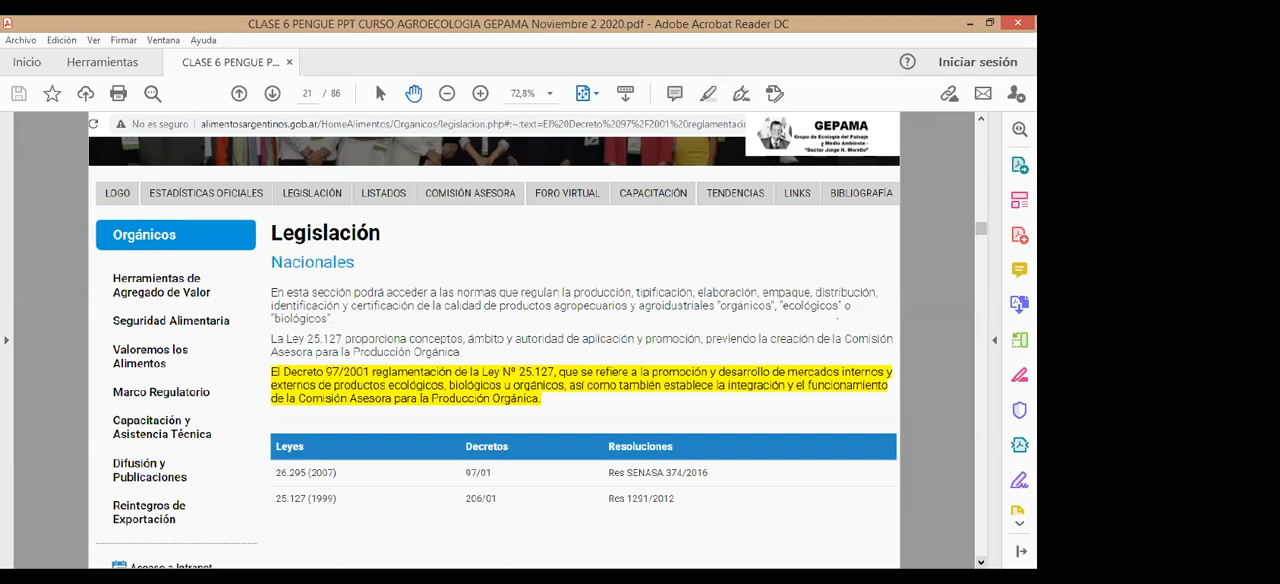 CLASE 6 PENGUE PPT CURSO AGROECOLOGIA GEPAMA Noviembre 2 2020.pdf - Adobe Acrobat Reader DC
Archivo Edición Ver Firmar Ventana Ayuda
Inicio Herramientas CLASE 6 PENGUE P... × Iniciar sesión
21 / 86 72,8%
No es seguro alimentosargentinos.gob.ar/HomeAlimentos/Organicos/legislacion.php#:~:text=El%20Decreto%2097%2F2001%20reglamentacio
GEPAMA
Grupo de Ecología del Paisaje
y Medio Ambiente -
"Doctor Jorge H. Morello"
LOGO ESTADÍSTICAS OFICIALES LEGISLACIÓN LISTADOS COMISIÓN ASESORA FORO VIRTUAL CAPACITACIÓN TENDENCIAS LINKS BIBLIOGRAFÍA
Orgánicos
Herramientas de
Agregado de Valor
Seguridad Alimentaria
Valoremos los
Alimentos
Marco Regulatorio
Capacitación y
Asistencia Técnica
Difusión y
Publicaciones
Reintegros de
Exportación
Acceso a Intranet
Legislación
Nacionales
En esta sección podrá acceder a las normas que regulan la producción, tipificación, elaboración, empaque, distribución,
identificación y certificación de la calidad de productos agropecuarios y agroindustriales "orgánicos", "ecológicos" o
"biológicos".
La Ley 25.127 proporciona conceptos, ámbito y autoridad de aplicación y promoción, previendo la creación de la Comisión
Asesora para la Producción Orgánica.
El Decreto 97/2001 reglamentación de la Ley Nº 25.127, que se refiere a la promoción y desarrollo de mercados internos y
externos de productos ecológicos, biológicos u orgánicos, así como también establece la integración y el funcionamiento
de la Comisión Asesora para la Producción Orgánica.
Leyes Decretos Resoluciones
26.295 (2007) 97/01 Res SENASA 374/2016
25.127 (1999) 206/01 Res 1291/2012